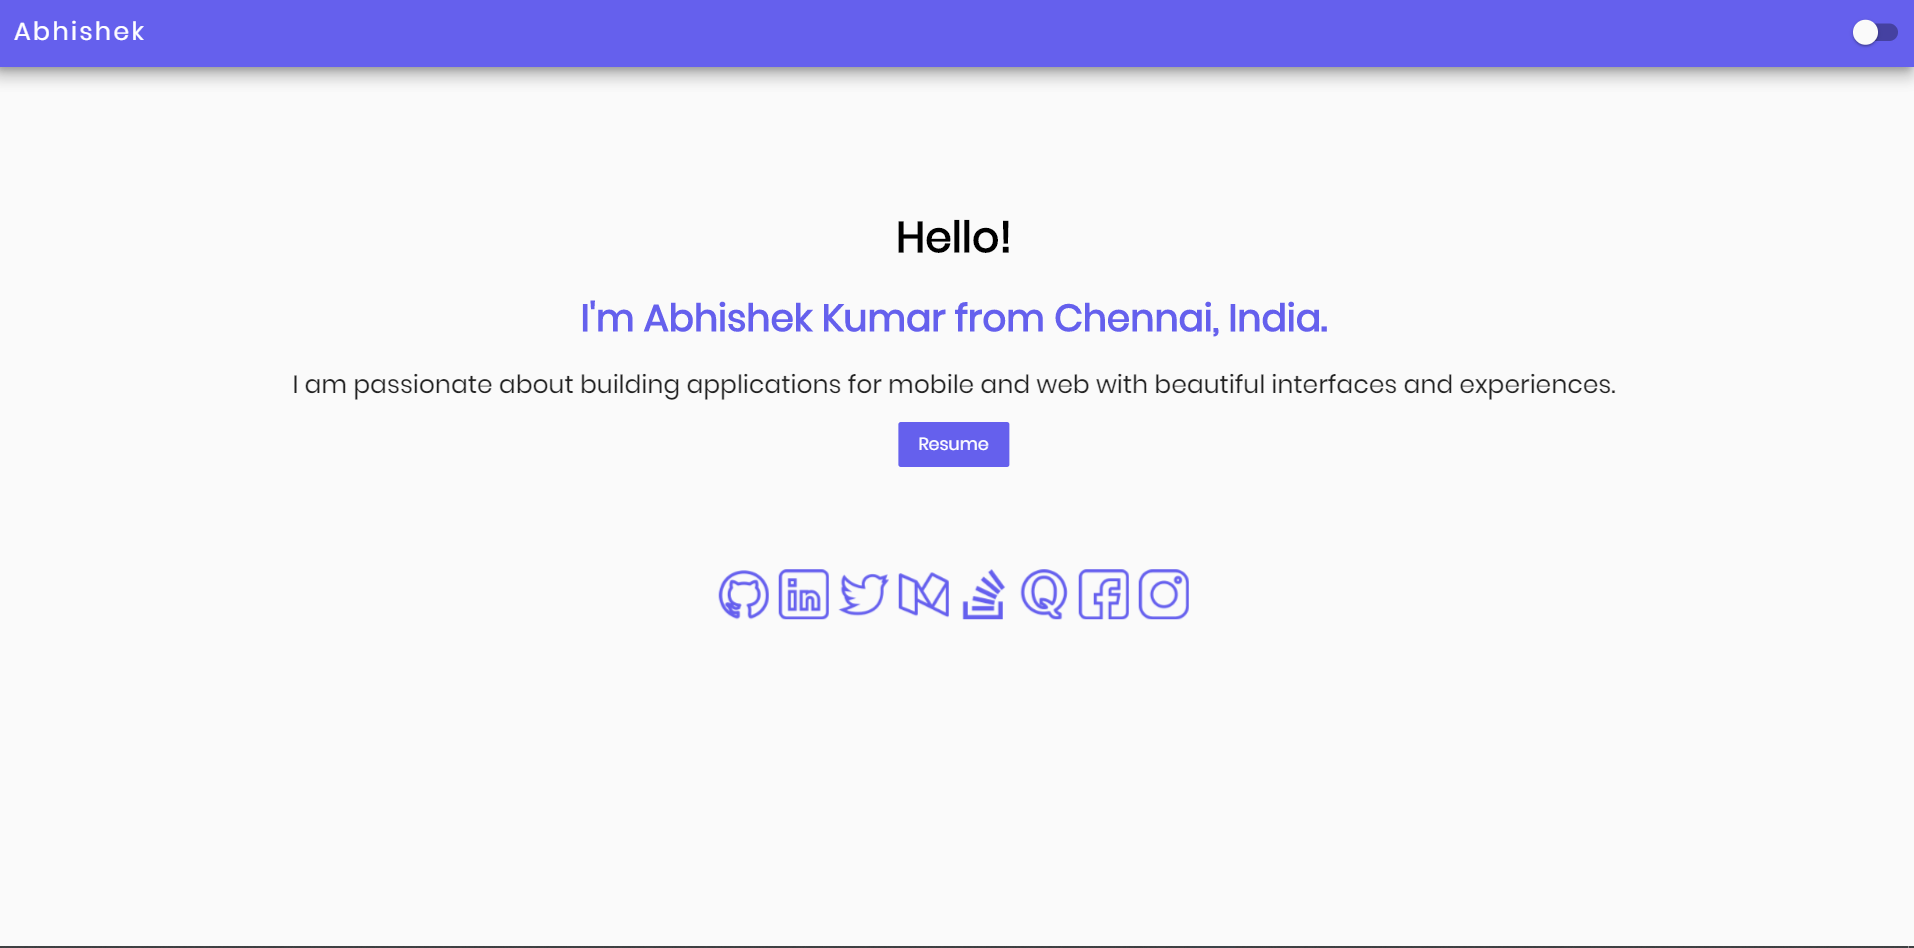 Abhishek
Hello!
I'm Abhishek Kumar from Chennai, India.
I am passionate about building applications for mobile and web with beautiful interfaces and experiences.
Resume